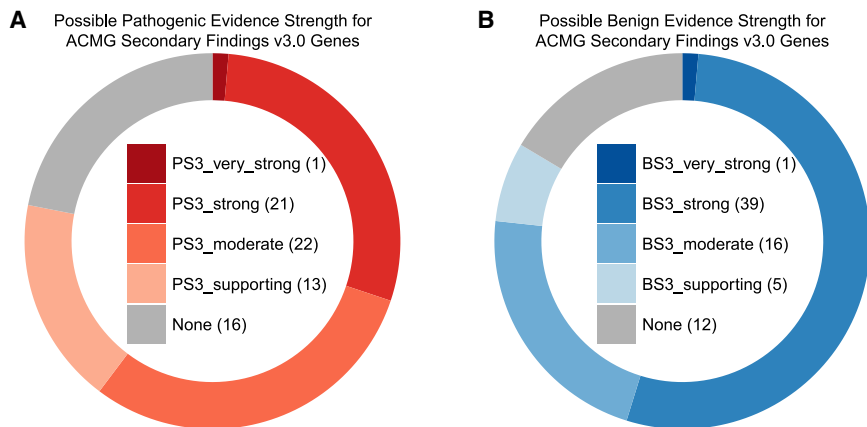 A
Possible Pathogenic Evidence Strength for
ACMG Secondary Findings v3.0 Genes
PS3_very_strong (1)
PS3_strong (21)
PS3_moderate (22)
PS3_supporting (13)
None (16)
B
Possible Benign Evidence Strength for
ACMG Secondary Findings v3.0 Genes
BS3_very_strong (1)
BS3_strong (39)
BS3_moderate (16)
BS3_supporting (5)
None (12)